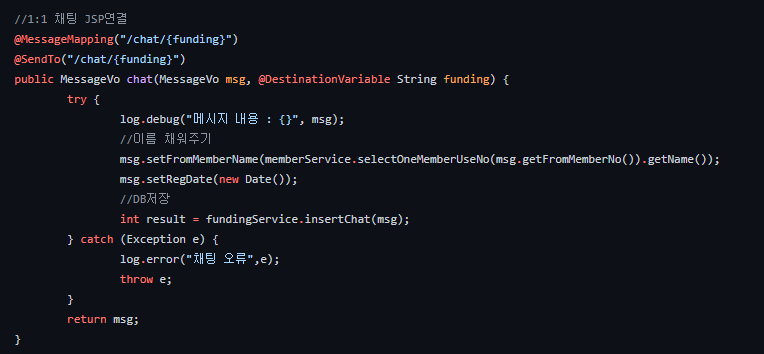 //1:1 채팅 JSP연결
@MessageMapping("/chat/{funding}")
@SendTo("/chat/{funding}")
public MessageVo chat(MessageVo msg, @DestinationVariable String funding) {
try {
log.debug("메시지 내용 : {}", msg);
//이름 채워주기
msg.setFromMemberName(memberService.selectOneMemberUseNo(msg.getFromMemberNo()).getName());
msg.setRegDate(new Date());
//DB저장
int result = fundingService.insertChat(msg);
} catch (Exception e) {
log.error("채팅 오류",e);
throw e;
}
return msg;
}